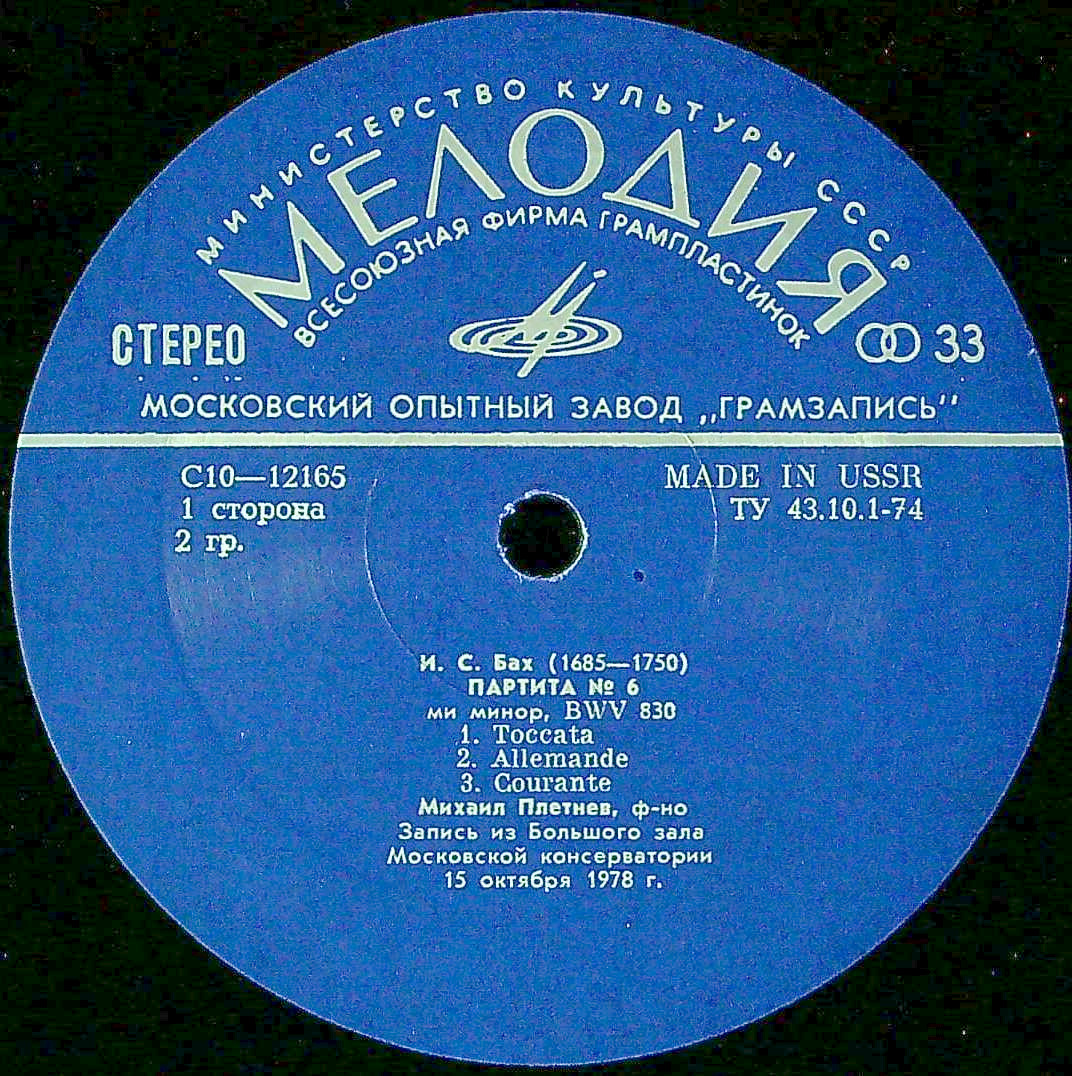 МИНИСТЕРСТВО КУЛЬТУРЫ СССР
МЕЛОДИЯ
ВСЕСОЮЗНАЯ ФИРМА ГРАМПЛАСТИНОК
СТЕРЕО
33
МОСКОВСКИЙ ОПЫТНЫЙ ЗАВОД „ГРАМЗАПИСЬ"
С10—12165
MADE IN USSR
1 сторона
ТУ 43.10.1-74
2 гр.
И. С. Бах (1685—1750)
ПАРТИТА № 6
ми минор, BWV 830
1. Toccata
2. Allemande
3. Courante
Михаил Плетнев, ф-но
Запись из Большого зала
Московской консерватории
15 октября 1978 г.